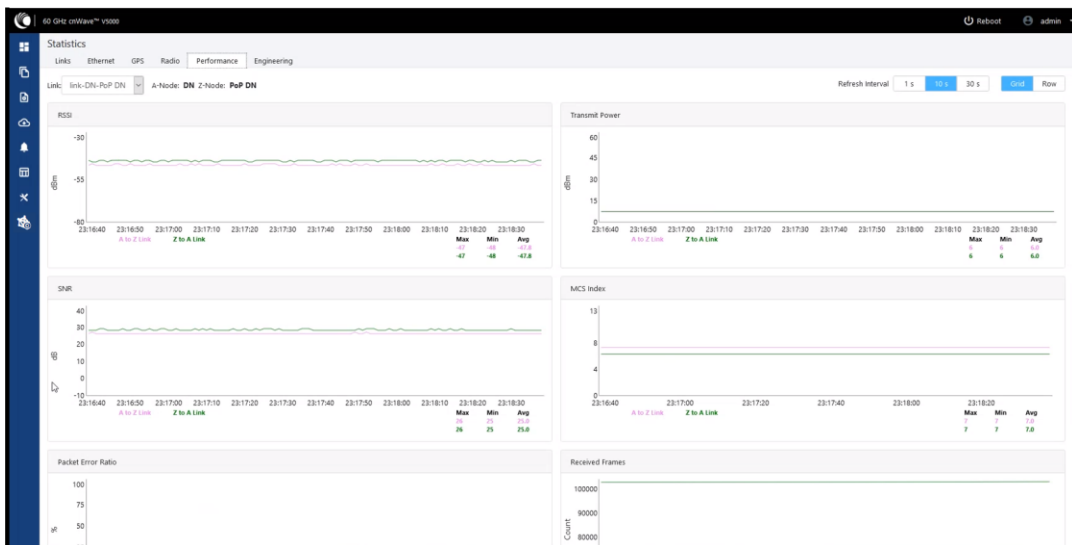 60 GHz cnWave™ V5000
Reboot admin
Statistics
Links Ethernet GPS Radio Performance Engineering
Link: link-DN-PoP DN A-Node: DN Z-Node: PoP DN
Refresh Interval 1 s 10 s 30 s Grid Row
RSSI
-30
-55
-80
dBm
23:16:40 23:16:50 23:17:00 23:17:10 23:17:20 23:17:30 23:17:40 23:17:50 23:18:00 23:18:10 23:18:20 23:18:30
A to Z Link Z to A Link
Max Min Avg
-47 -48 -47.8
-47 -48 -47.8
Transmit Power
60
45
30
15
0
dBm
23:16:40 23:16:50 23:17:00 23:17:10 23:17:20 23:17:30 23:17:40 23:17:50 23:18:00 23:18:10 23:18:20 23:18:30
A to Z Link Z to A Link
Max Min Avg
6 6 6.0
6 6 6.0
SNR
40
30
20
10
0
-10
dB
23:16:40 23:16:50 23:17:00 23:17:10 23:17:20 23:17:30 23:17:40 23:17:50 23:18:00 23:18:10 23:18:20 23:18:30
A to Z Link Z to A Link
Max Min Avg
26 25 25.0
26 25 25.0
MCS Index
13
8
4
0
23:16:40 23:17:00 23:17:20 23:17:40 23:18:00 23:18:20
A to Z Link Z to A Link
Max Min Avg
7 7 7.0
7 7 7.0
Packet Error Ratio
100
75
50
%
Received Frames
100000
90000
80000
Count